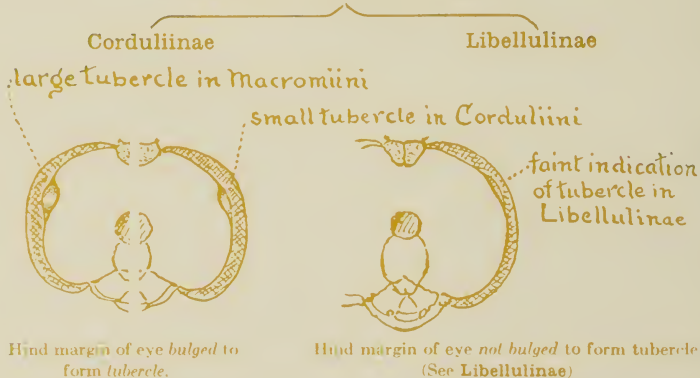 Corduliinae
Libellulinae
large tubercle in Macromiini
small tubercle in Corduliini
faint indication
of tubercle in
Libellulinae
Hind margin of eye bulged to
form tubercle.
Hind margin of eye not bulged to form tubercle
(See Libellulinae)